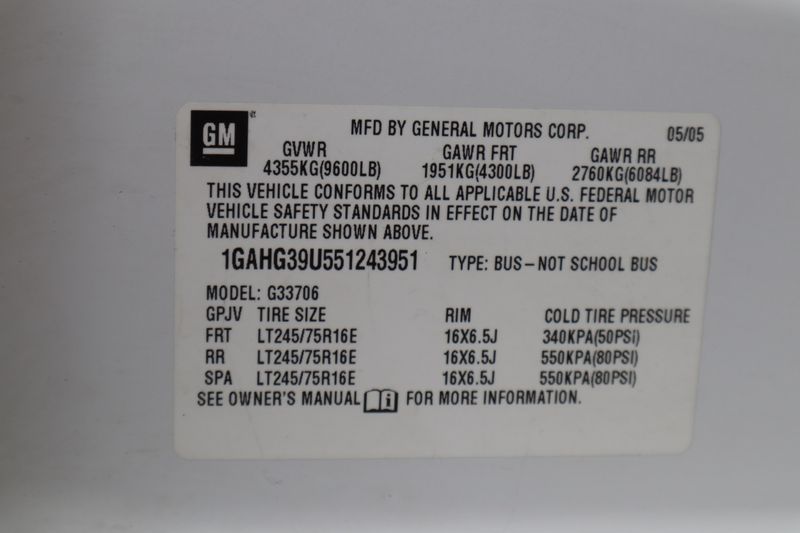 GM MFD BY GENERAL MOTORS CORP. 05/05
GVWR GAWR FRT GAWR RR
4355KG(9600LB) 1951KG(4300LB) 2760KG(6084LB)
THIS VEHICLE CONFORMS TO ALL APPLICABLE U.S. FEDERAL MOTOR
VEHICLE SAFETY STANDARDS IN EFFECT ON THE DATE OF
MANUFACTURE SHOWN ABOVE.
1GAHG39U551243951 TYPE: BUS-NOT SCHOOL BUS
MODEL: G33706
GPJV TIRE SIZE RIM COLD TIRE PRESSURE
FRT LT245/75R16E 16X6.5J 340KPA(50PSI)
RR LT245/75R16E 16X6.5J 550KPA(80PSI)
SPA LT245/75R16E 16X6.5J 550KPA(80PSI)
SEE OWNER'S MANUAL i FOR MORE INFORMATION.